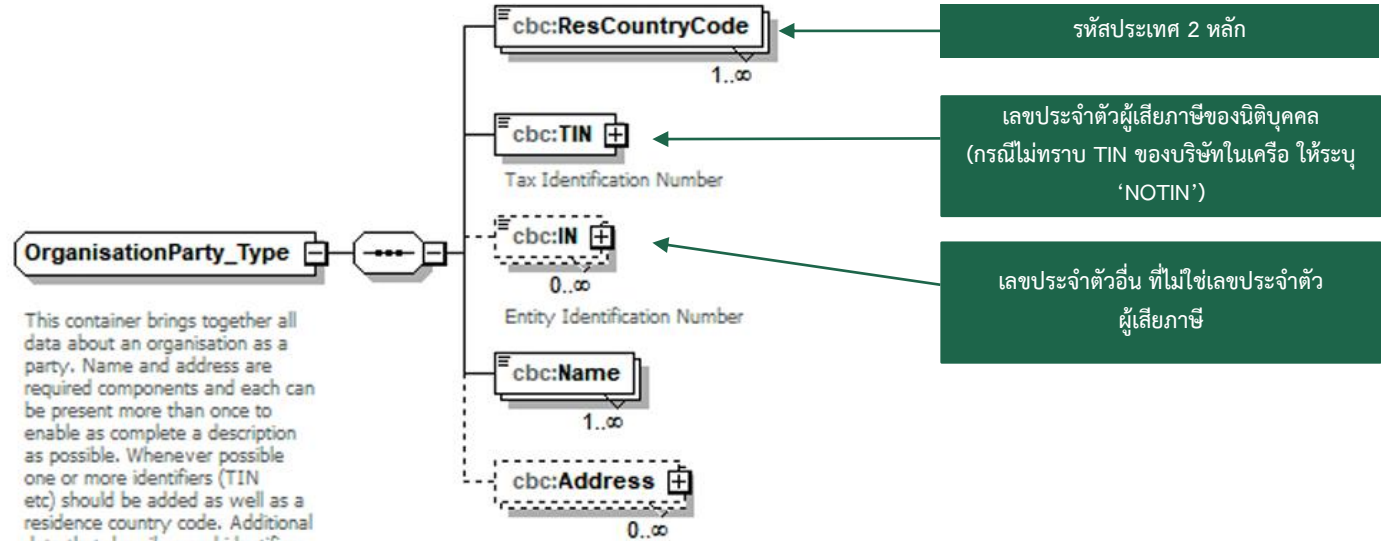 cbc:ResCountryCode
1..∞
รหัสประเทศ 2 หลัก
cbc:TIN
Tax Identification Number
เลขประจำตัวผู้เสียภาษีของนิติบุคคล
(กรณีไม่ทราบ TIN ของบริษัทในเครือ ให้ระบุ
‘NOTIN’)
OrganisationParty_Type
cbc:IN
0..∞
Entity Identification Number
เลขประจำตัวอื่น ที่ไม่ใช่เลขประจำตัว
ผู้เสียภาษี
This container brings together all
data about an organisation as a
party. Name and address are
required components and each can
be present more than once to
enable as complete a description
as possible. Whenever possible
one or more identifiers (TIN
etc) should be added as well as a
residence country code. Additional
cbc:Name
1..∞
cbc:Address
0..∞